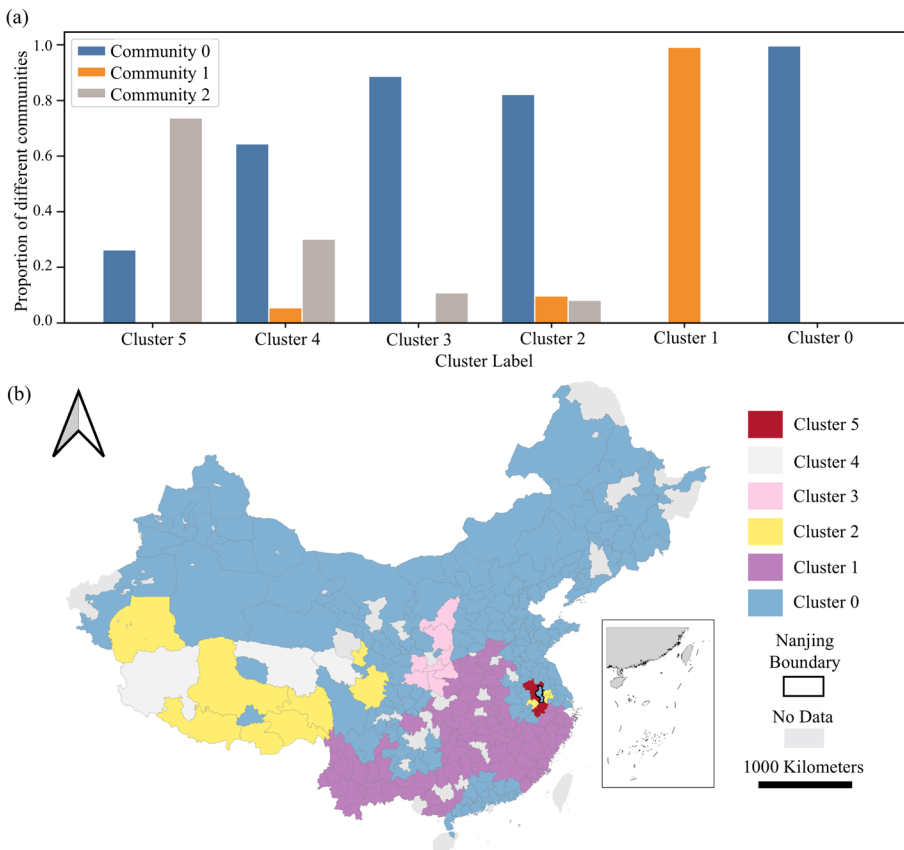 (a)
Proportion of different communities
1.0
0.8
0.6
0.4
0.2
0.0
Community 0
Community 1
Community 2
Cluster 5
Cluster 4
Cluster 3
Cluster 2
Cluster 1
Cluster 0
Cluster Label
(b)
Cluster 5
Cluster 4
Cluster 3
Cluster 2
Cluster 1
Cluster 0
Nanjing
Boundary
No Data
1000 Kilometers